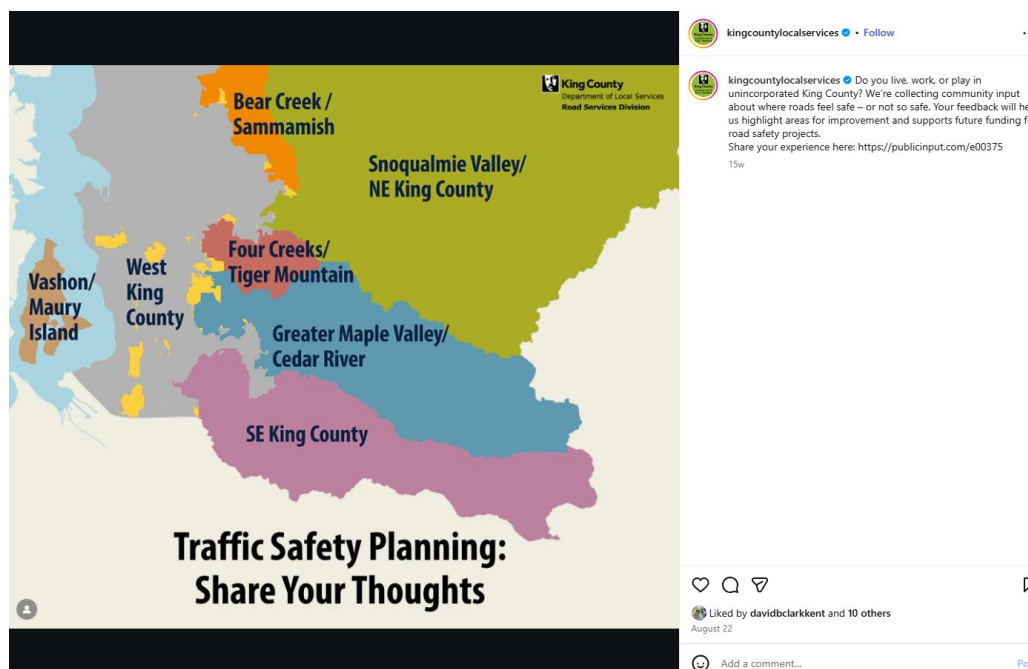 Bear Creek /
Sammamish
King County
Department of Local Services
Road Services Division
Snoqualmie Valley/
NE King County
Four Creeks/
Tiger Mountain
Vashon/
Maury
Island
West
King
County
Greater Maple Valley/
Cedar River
SE King County
Traffic Safety Planning:
Share Your Thoughts
kingcountylocalservices • Follow
kingcountylocalservices Do you live, work, or play in
unincorporated King County? We're collecting community input
about where roads feel safe – or not so safe. Your feedback will he
us highlight areas for improvement and supports future funding f
road safety projects.
Share your experience here: https://publicinput.com/e00375
15w
Liked by davidbclarkkent and 10 others
August 22
Add a comment...
Po